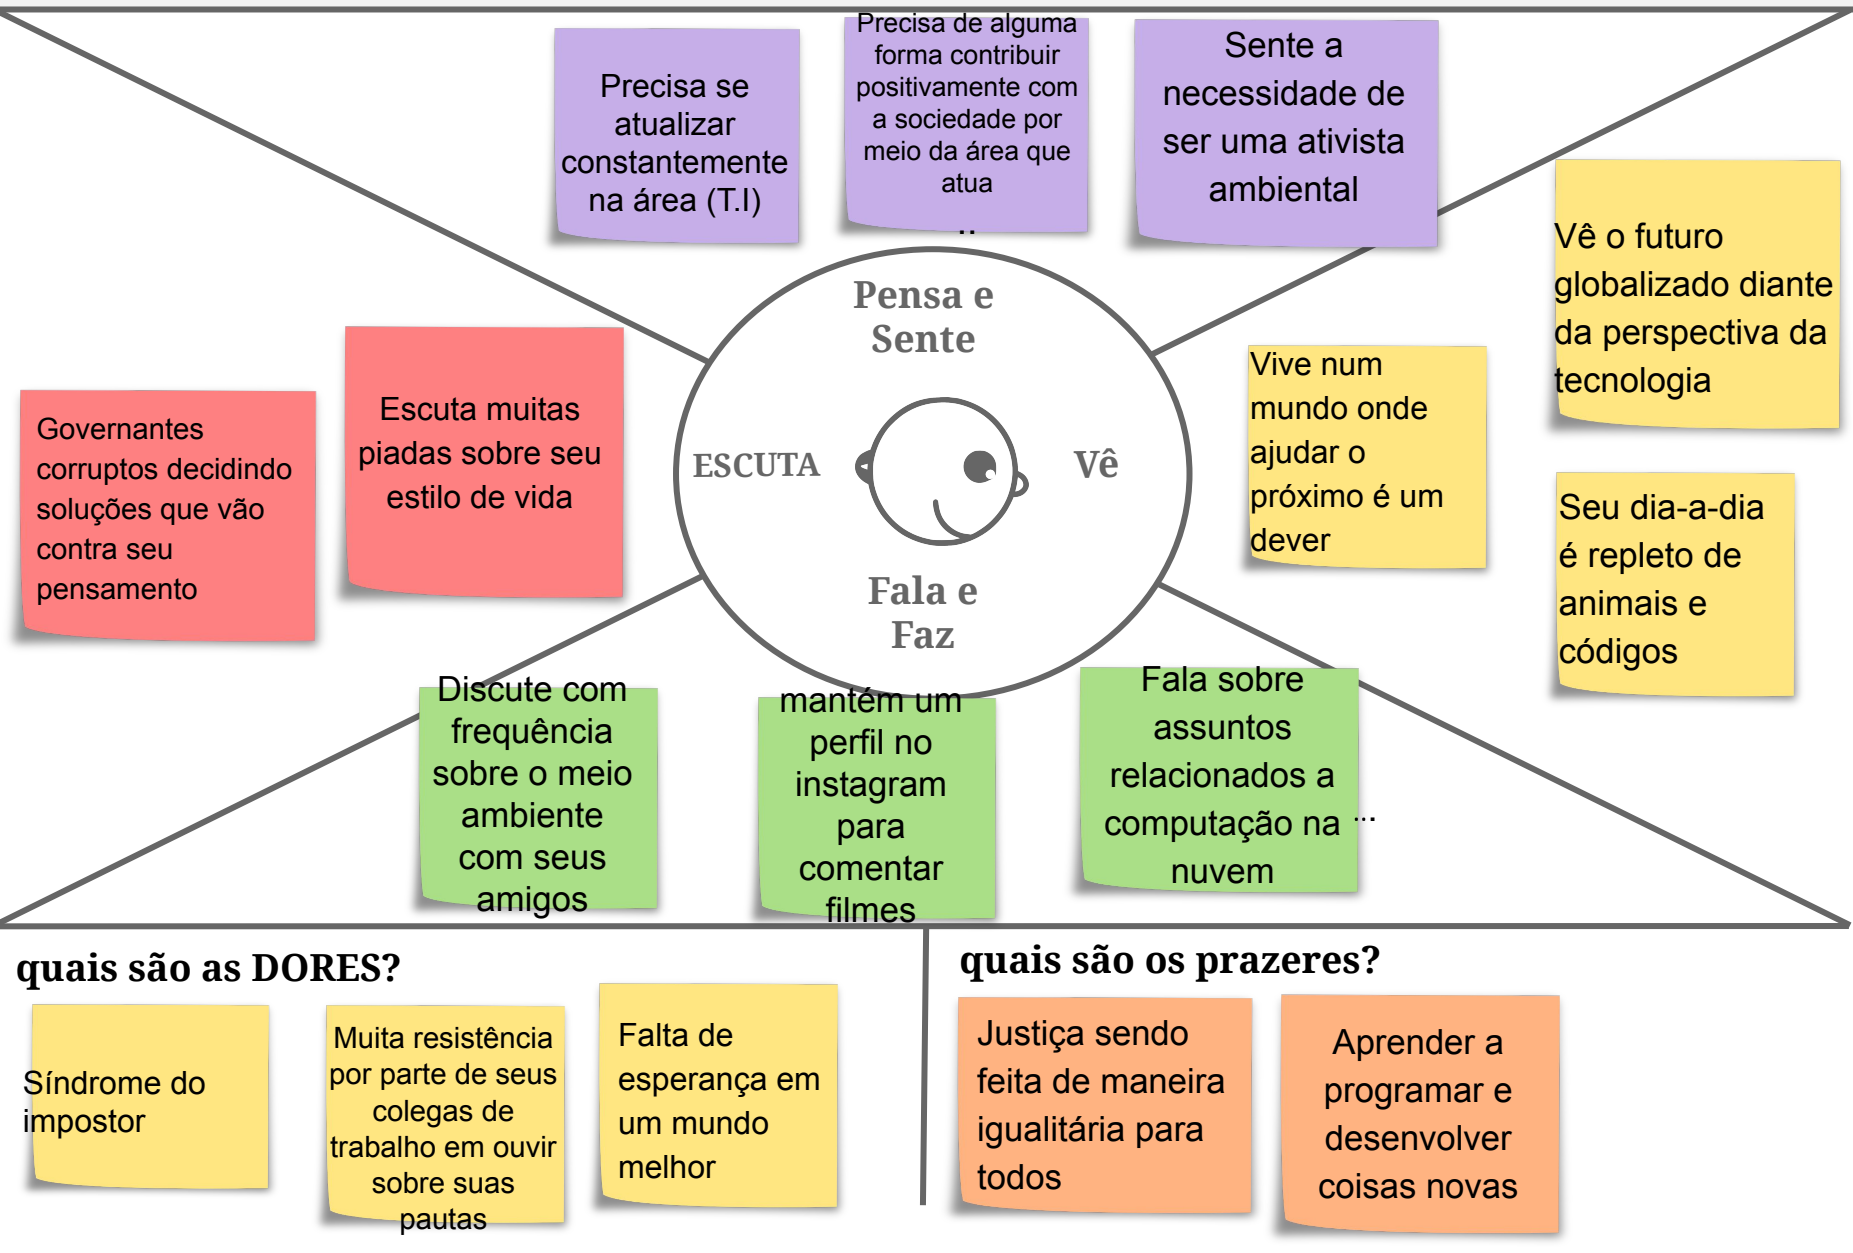 Precisa se
atualizar
constantemente
na área (T.I)
Precisa de alguma
forma contribuir
positivamente com
a sociedade por
meio da área que
atua
..
Sente a
necessidade de
ser uma ativista
ambiental
Pensa e
Sente
Governantes
corruptos decidindo
soluções que vão
contra seu
pensamento
Escuta muitas
piadas sobre seu
estilo de vida
ESCUTA
Vê
Vive num
mundo onde
ajudar o
próximo é um
dever
Vê o futuro
globalizado diante
da perspectiva da
tecnologia
Seu dia-a-dia
é repleto de
animais e
códigos
Fala e
Faz
Discute com
frequência
sobre o meio
ambiente
com seus
amigos
mantém um
perfil no
instagram
para
comentar
filmes
Fala sobre
assuntos
relacionados a
computação na
nuvem
...
quais são as DORES?
Síndrome do
impostor
Muita resistência
por parte de seus
colegas de
trabalho em ouvir
sobre suas
pautas
Falta de
esperança em
um mundo
melhor
quais são os prazeres?
Justiça sendo
feita de maneira
igualitária para
todos
Aprender a
programar e
desenvolver
coisas novas